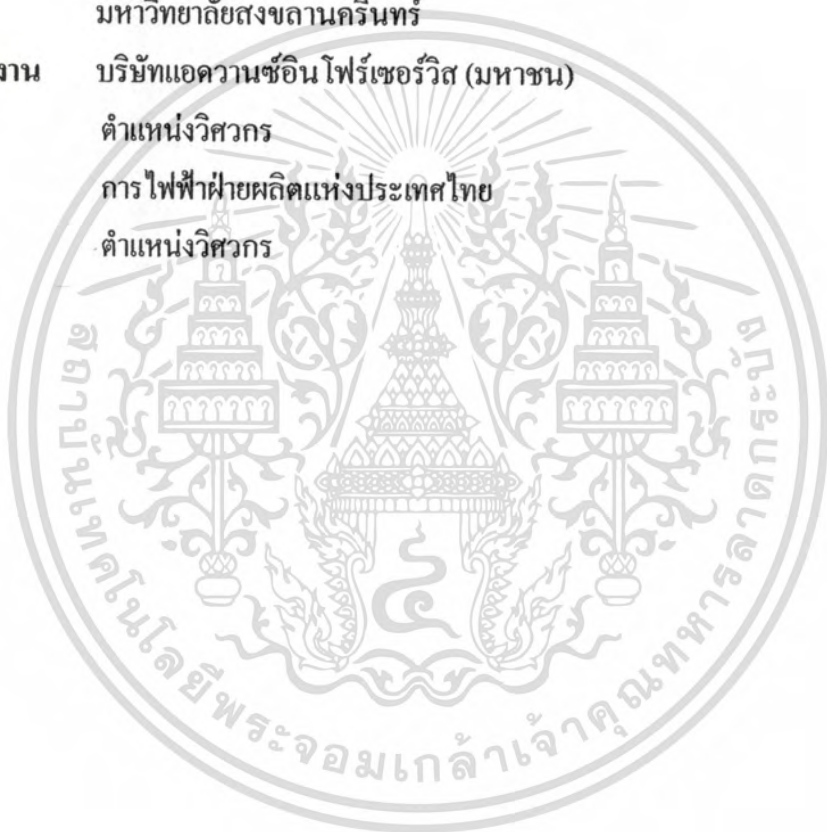 มหาวิทยาลัยสงขลานครินทร์
งาน บริษัทแอดวานซ์อินโฟร์เซอร์วิส (มหาชน)
ตำแหน่งวิศวกร
การไฟฟ้าฝ่ายผลิตแห่งประเทศไทย
ตำแหน่งวิศวกร
สถาบันเทคโนโลยีพระจอมเกล้าเจ้าคุณทหารลาดกระบัง
๔